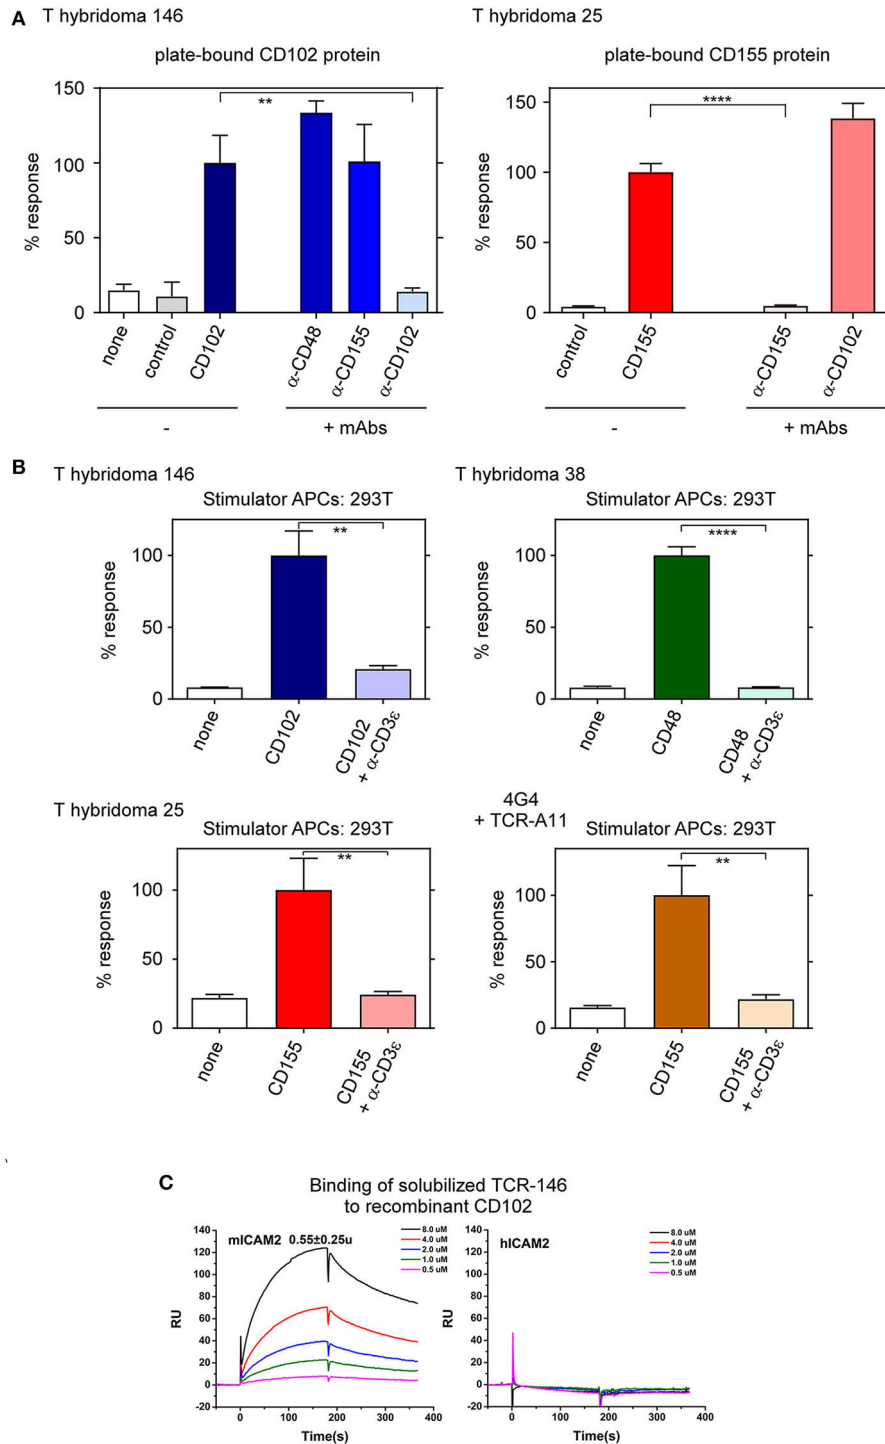 A
T hybridoma 146
T hybridoma 25
plate-bound CD102 protein
plate-bound CD155 protein
150
100
50
0
% response
**
none
control
CD102
α-CD48
α-CD155
α-CD102
-
+ mAbs
150
100
50
0
% response
****
control
CD155
α-CD155
α-CD102
-
+ mAbs
B
T hybridoma 146
T hybridoma 38
Stimulator APCs: 293T
100
50
0
% response
**
none
CD102
CD102
+ α-CD3ε
Stimulator APCs: 293T
100
50
0
% response
****
none
CD48
CD48
+ α-CD3ε
T hybridoma 25
Stimulator APCs: 293T
100
50
0
% response
**
none
CD155
CD155
+ α-CD3ε
4G4
+ TCR-A11
Stimulator APCs: 293T
100
50
0
% response
**
none
CD155
CD155
+ α-CD3ε
C
Binding of solubilized TCR-146
to recombinant CD102
mICAM2 0.55±0.25u
8.0 uM
4.0 uM
2.0 uM
1.0 uM
0.5 uM
140
120
100
80
60
40
20
0
-20
RU
0 100 200 300 400
Time(s)
hICAM2
8.0 uM
4.0 uM
2.0 uM
1.0 uM
0.5 uM
140
120
100
80
60
40
20
0
-20
RU
0 100 200 300 400
Time(s)